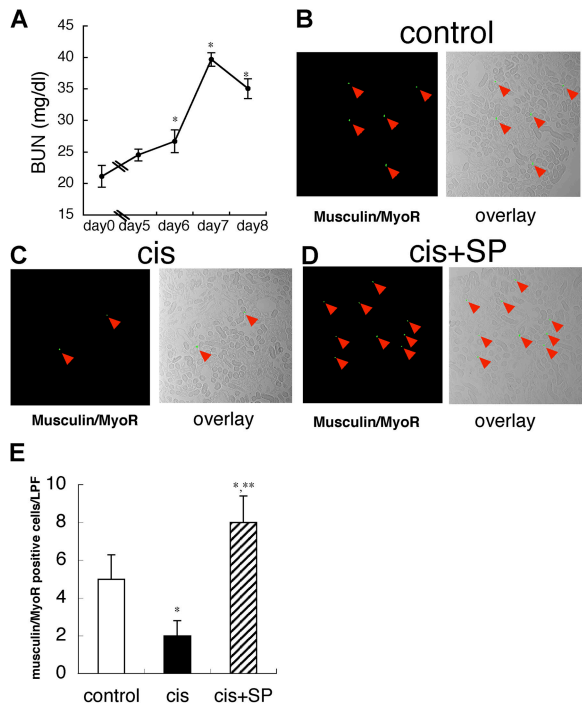 A
BUN (mg/dl)
45
40
35
30
25
20
15
*
*
*
day0 day5 day6 day7 day8
B
control
Musculin/MyoR
overlay
C
cis
Musculin/MyoR
overlay
D
cis+SP
Musculin/MyoR
overlay
E
musculin/MyoR positive cells/LPF
10
8
6
4
2
0
*
*,**
control cis cis+SP